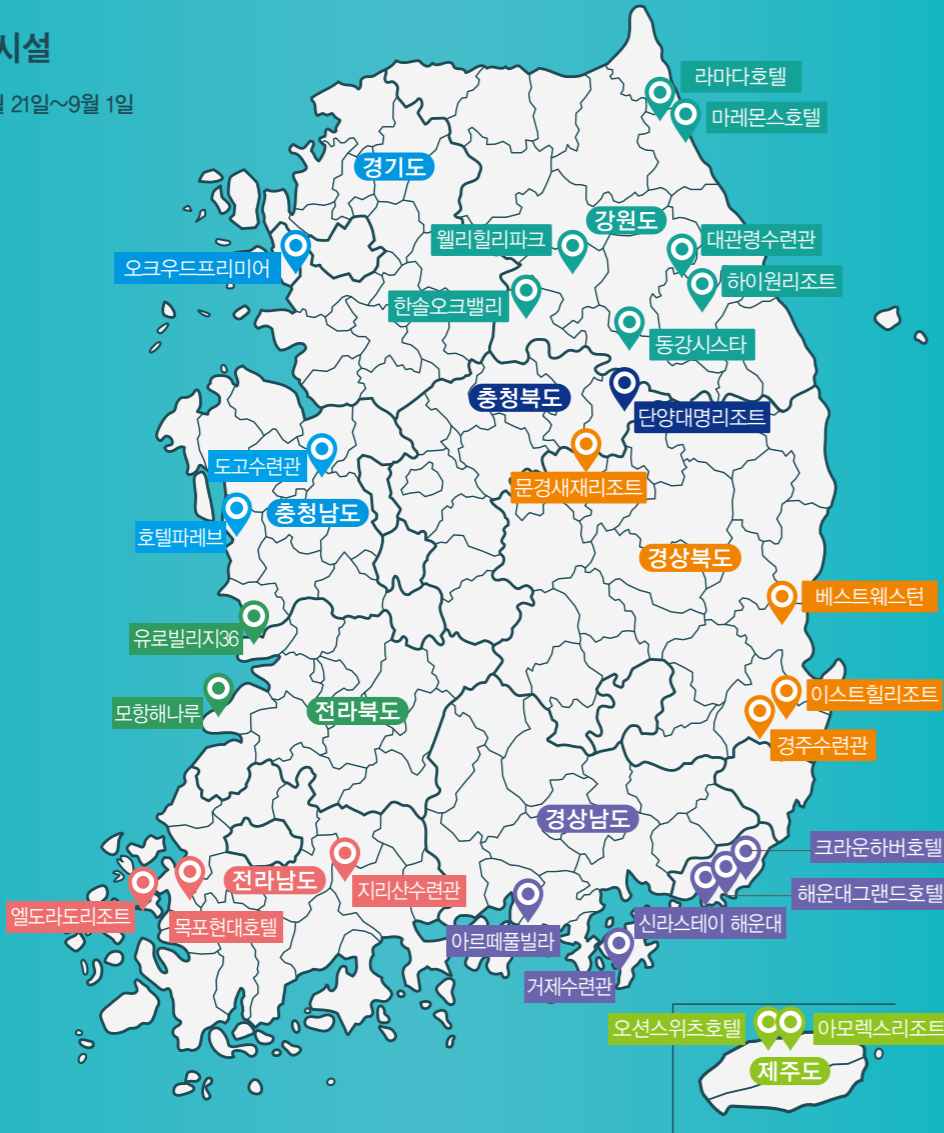 시설
21일~9월 1일
라마다호텔
마레몬스호텔
경기도
강원도
웰리힐리파크
대관령수련관
오크우드프리미어
하이원리조트
한솔오크밸리
동강시스타
충청북도
단양대명리조트
도고수련관
문경새재리조트
충청남도
호텔파레브
경상북도
베스트웨스턴
유로빌리지36
이스트힐리조트
모항해나루
전라북도
경주수련관
경상남도
크라운하버호텔
전라남도
지리산수련관
해운대그랜드호텔
엘도라도리조트
목포현대호텔
신라스테이 해운대
아르떼풀빌라
거제수련관
오션스위츠호텔
아모렉스리조트
제주도